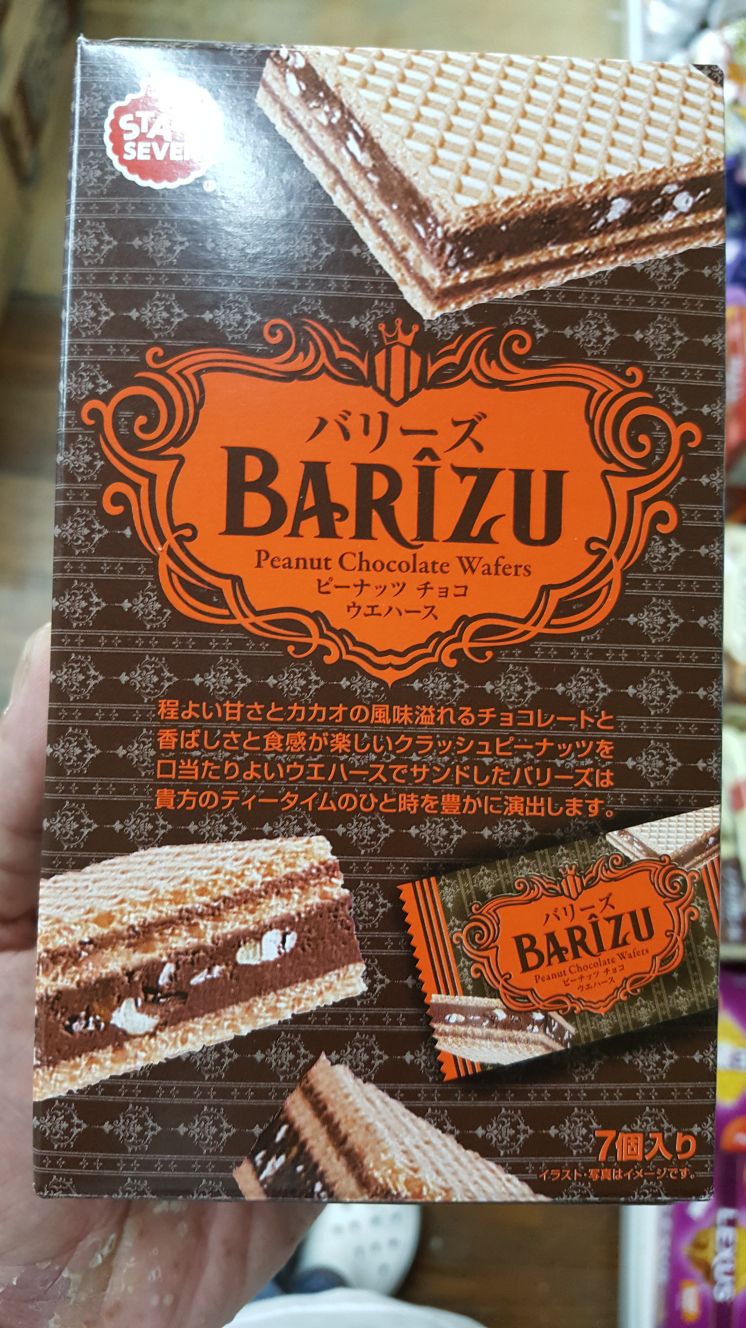 STAR
SEVEN
バリーズ
BARÎZU
Peanut Chocolate Wafers
ピーナッツ チョコ
ウエハース
程よい甘さとカカオの風味溢れるチョコレートと
香ばしさと食感が楽しいクラッシュピーナッツを
口当たりよいウエハースでサンドしたバリーズは
貴方のティータイムのひと時を豊かに演出します。
バリーズ
BARÎZU
Peanut Chocolate Wafers
ピーナッツ チョコ
ウエハース
7個入り
イラスト・写真はイメージです。
LEXUS